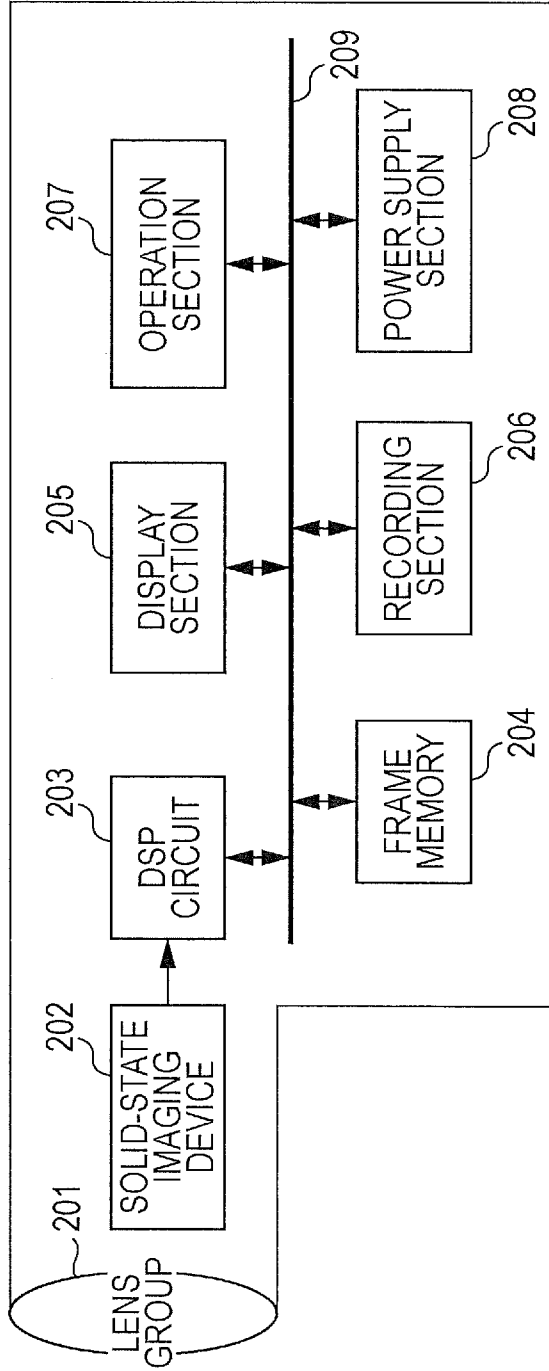 201
LENS
GROUP
202
SOLID-STATE
IMAGING
DEVICE
203
DSP
CIRCUIT
205
DISPLAY
SECTION
207
OPERATION
SECTION
209
FRAME
MEMORY
204
RECORDING
SECTION
206
POWER SUPPLY
SECTION
208